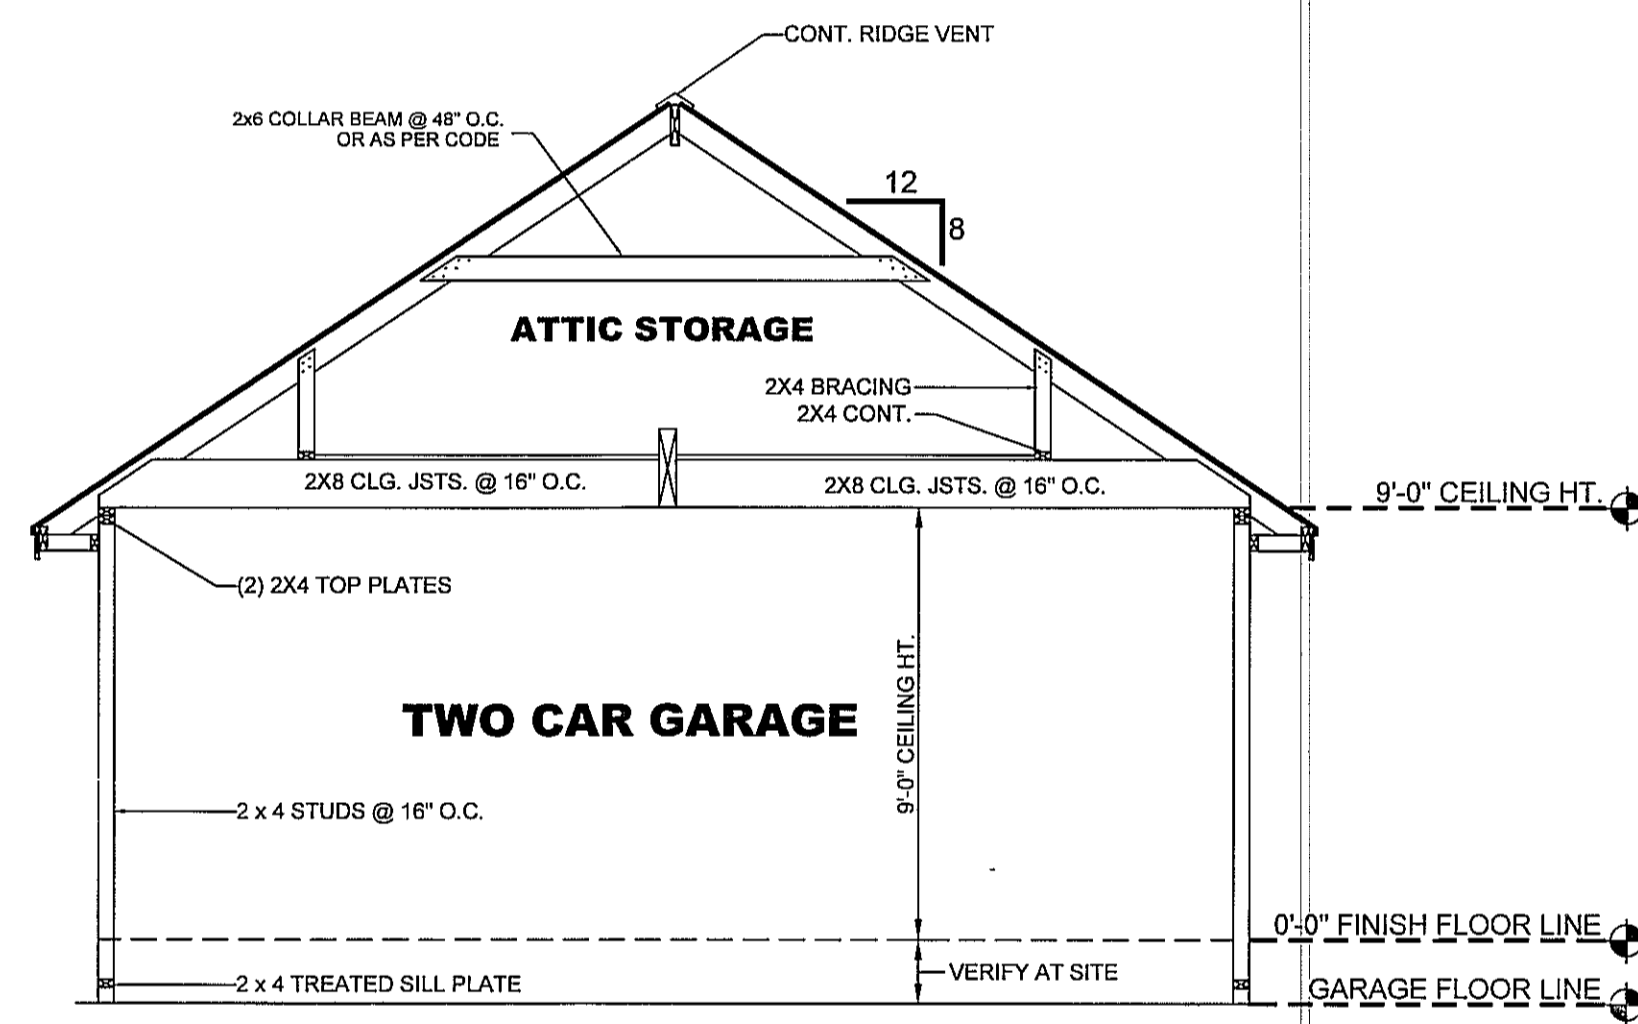 CONT. RIDGE VENT
2x6 COLLAR BEAM @ 48" O.C.
OR AS PER CODE
12
8
ATTIC STORAGE
2X4 BRACING
2X4 CONT.
2X8 CLG. JSTS. @ 16" O.C.
2X8 CLG. JSTS. @ 16" O.C.
9'-0" CEILING HT.
(2) 2X4 TOP PLATES
9'-0" CEILING HT.
TWO CAR GARAGE
2 x 4 STUDS @ 16" O.C.
0'-0" FINISH FLOOR LINE
VERIFY AT SITE
2 x 4 TREATED SILL PLATE
GARAGE FLOOR LINE